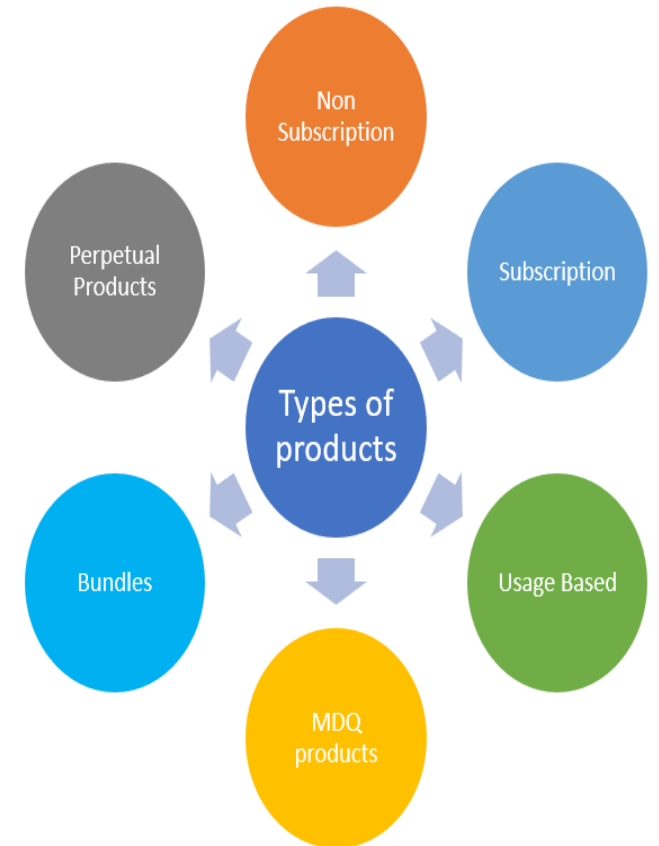 Non
Subscription
Perpetual
Products
Subscription
Types of
products
Bundles
Usage Based
MDQ
products